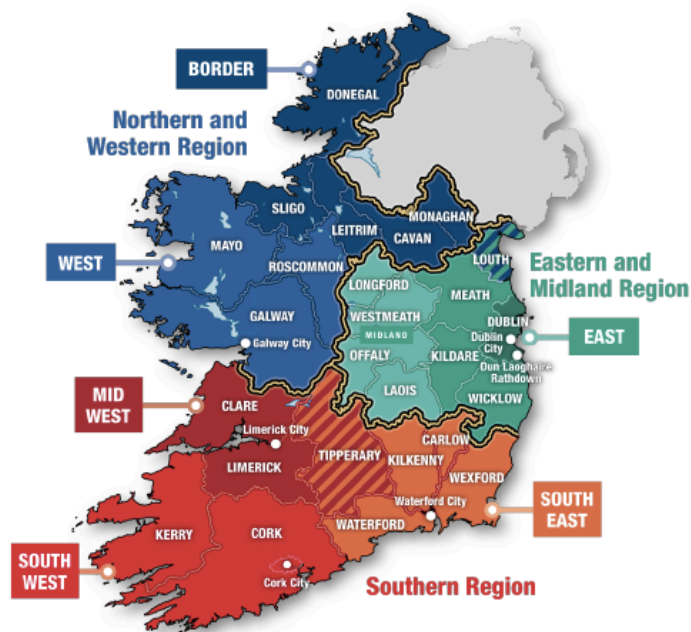 BORDER
DONEGAL
Northern and
Western Region
MONAGHAN
SLIGO
LEITRIM
CAVAN
MAYO
LOUTH
WEST
ROSCOMMON
Eastern and
Midland Region
LONGFORD
MEATH
GALWAY
WESTMEATH
DUBLIN
Galway City
MIDLAND
Dublin
City
EAST
OFFALY
KILDARE
Dun Laoghaire
Rathdown
LAOIS
WICKLOW
MID
WEST
CLARE
Limerick City
CARLOW
TIPPERARY
KILKENNY
LIMERICK
WEXFORD
Waterford City
SOUTH
EAST
WATERFORD
KERRY
CORK
SOUTH
WEST
Cork City
Southern Region